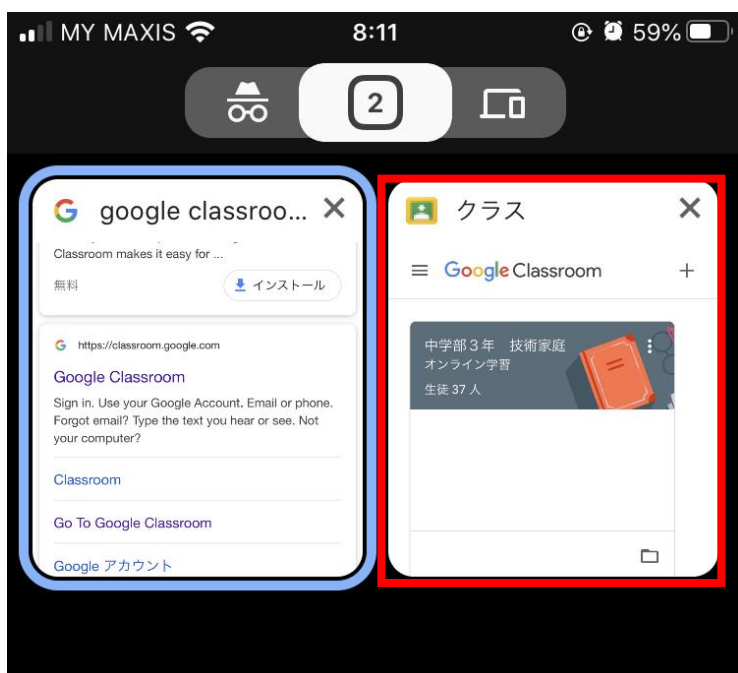 MY MAXIS 8:11 59%
2
google classroo...
Classroom makes it easy for ...
無料
インストール
https://classroom.google.com
Google Classroom
Sign in. Use your Google Account. Email or phone.
Forgot email? Type the text you hear or see. Not
your computer?
Classroom
Go To Google Classroom
Google アカウント
クラス
Google Classroom
中学部３年　技術家庭
オンライン学習
生徒 37 人